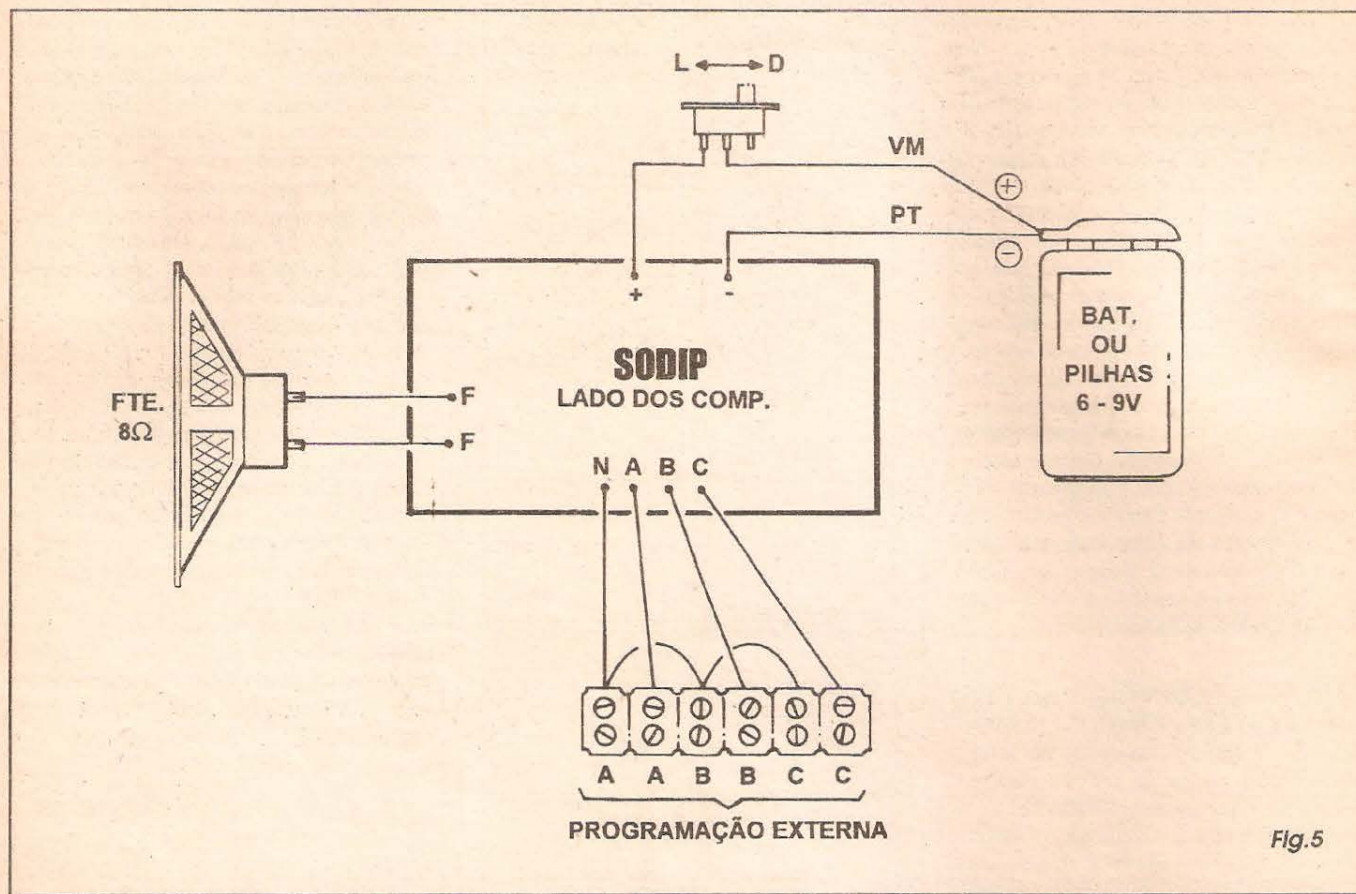 L ⟷ D
VM
⊕
PT
⊖
+ -
BAT.
OU
PILHAS
6 - 9V
SODIP
LADO DOS COMP.
FTE.
8Ω
F
F
N A B C
A A B B C C
PROGRAMAÇÃO EXTERNA
Fig.5